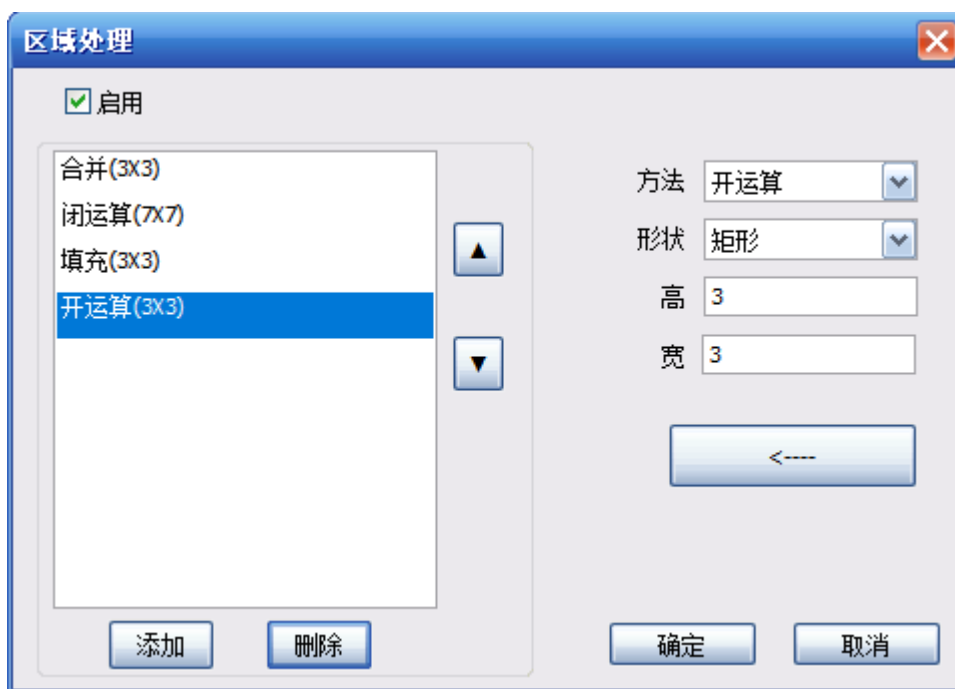 区域处理
启用
合并(3X3)
闭运算(7X7)
填充(3X3)
开运算(3X3)
▲
▼
添加
删除
方法 开运算
形状 矩形
高 3
宽 3
<----
确定
取消